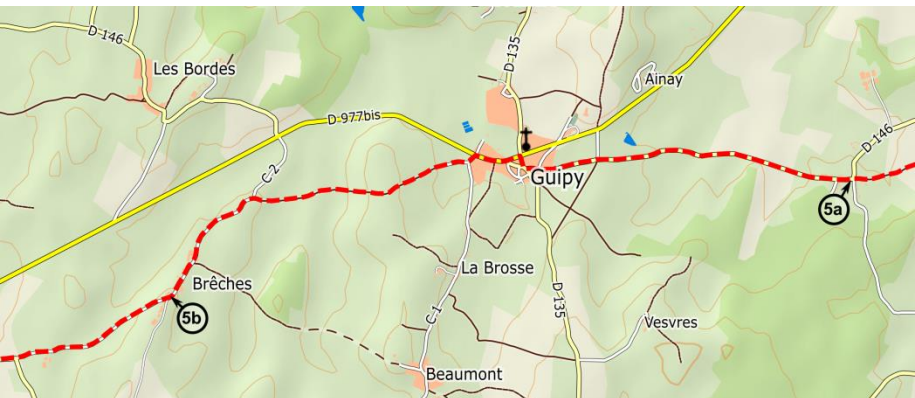 D 146
Les Bordes
D 135
Ainay
D 977bis
D 146
C 2
Guipy
5a
La Brosse
Brêches
5b
C 1
D 135
Vesvres
Beaumont